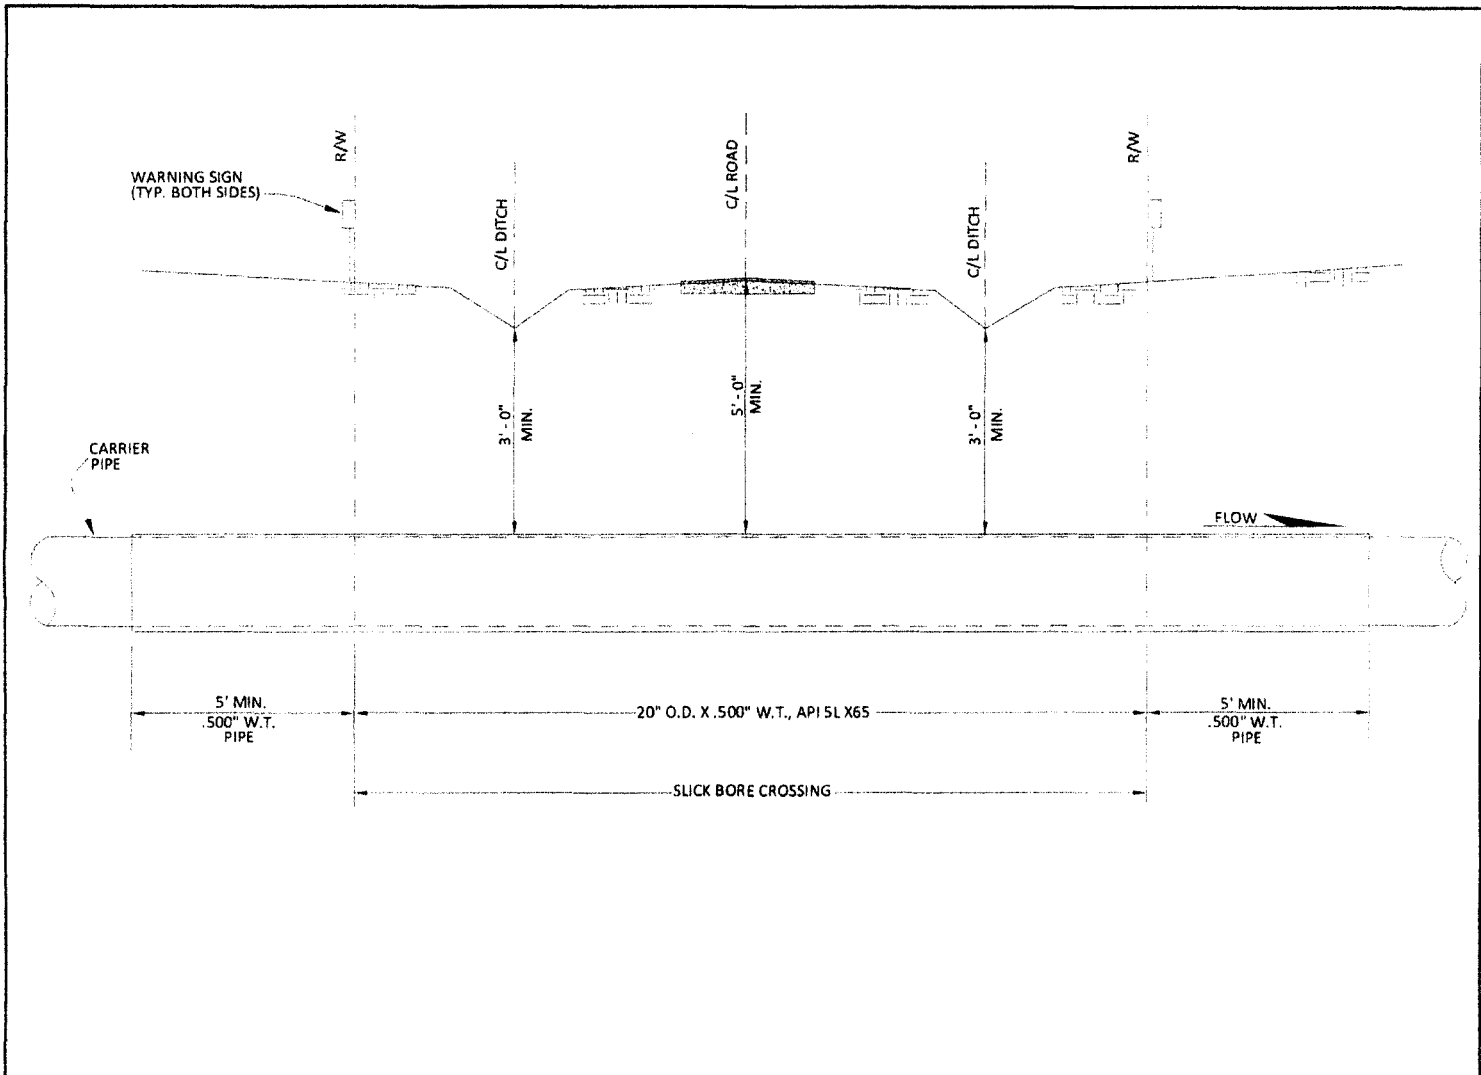 R/W
C/L ROAD
R/W
WARNING SIGN
(TYP. BOTH SIDES)
C/L DITCH
C/L DITCH
3' - 0"
MIN.
5' - 0"
MIN.
3' - 0"
MIN.
CARRIER
PIPE
FLOW
5' MIN.
.500" W.T.
PIPE
20" O.D. X .500" W.T., API 5L X65
5' MIN.
.500" W.T.
PIPE
SLICK BORE CROSSING